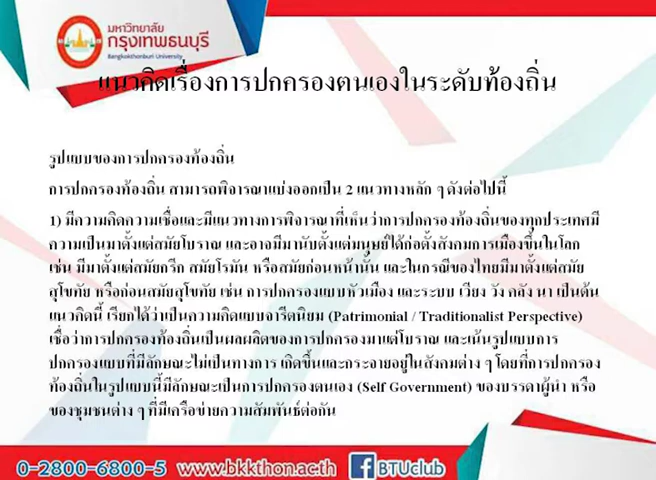 มหาวิทยาลัย
กรุงเทพธนบุรี
Bangkokthonburi University
แนวคิดเรื่องการปกครองตนเองในระดับท้องถิ่น
รูปแบบของการปกครองท้องถิ่น
การปกครองท้องถิ่น สามารถพิจารณาแบ่งออกเป็น 2 แนวทางหลัก ๆ ดังต่อไปนี้
1) มีความคิดความเชื่อและมีแนวทางการพิจารณาที่เห็นว่าการปกครองท้องถิ่นของทุกประเทศมี
ความเป็นมาตั้งแต่สมัยโบราณ และอาจมีมานับตั้งแต่มนุษย์ได้ก่อตั้งสังคมการเมืองขึ้นในโลก
เช่น มีมาตั้งแต่สมัยกรีก สมัยโรมัน หรือสมัยก่อนหน้านั้น และในกรณีของไทยมีมาตั้งแต่สมัย
สุโขทัย หรือก่อนสมัยสุโขทัย เช่น การปกครองแบบหัวเมือง และระบบ เวียง วัง คลัง นา เป็นต้น
แนวคิดนี้ เรียกได้ว่าเป็นความคิดแบบจารีตนิยม (Patrimonial / Traditionalist Perspective)
เชื่อว่าการปกครองท้องถิ่นเป็นผลผลิตของการปกครองมาแต่โบราณ และเน้นรูปแบบการ
ปกครองแบบที่มีลักษณะไม่เป็นทางการ เกิดขึ้นและกระจายอยู่ในสังคมต่าง ๆ โดยที่การปกครอง
ท้องถิ่นในรูปแบบนี้มีลักษณะเป็นการปกครองตนเอง (Self Government) ของบรรดาผู้นำ หรือ
ของชุมชนต่าง ๆ ที่มีเครือข่ายความสัมพันธ์ต่อกัน
0-2800-6800-5 www.bkkthon.ac.th f BTUclub